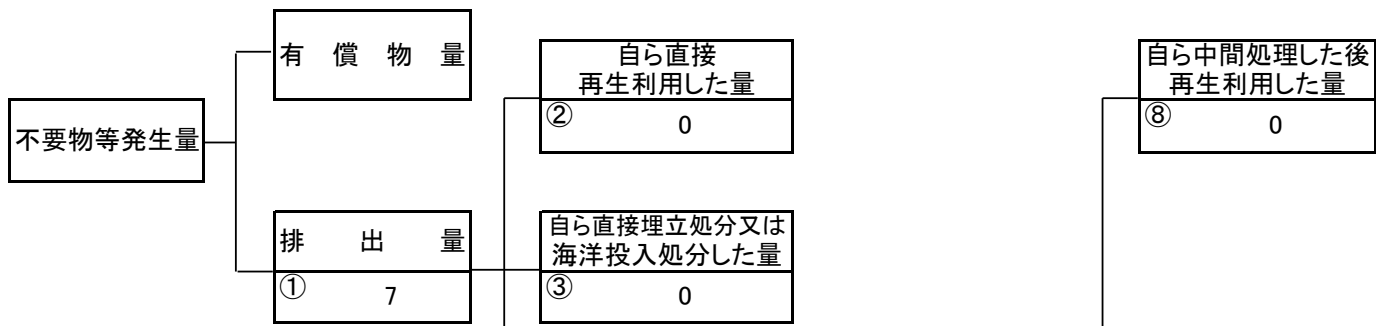 有償物量
自ら直接
再生利用した量
② 0
自ら中間処理した後
再生利用した量
⑧ 0
不要物等発生量
排出量
① 7
自ら直接埋立処分又は
海洋投入処分した量
③ 0